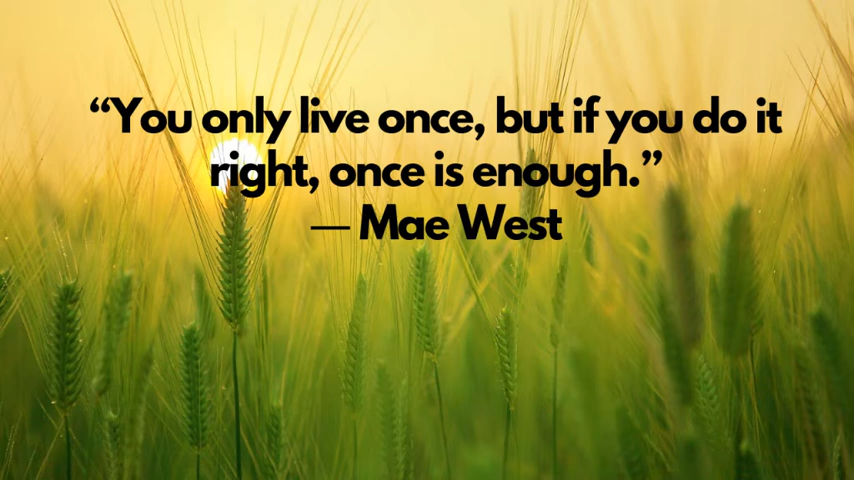 “You only live once, but if you do it
right, once is enough.”
— Mae West